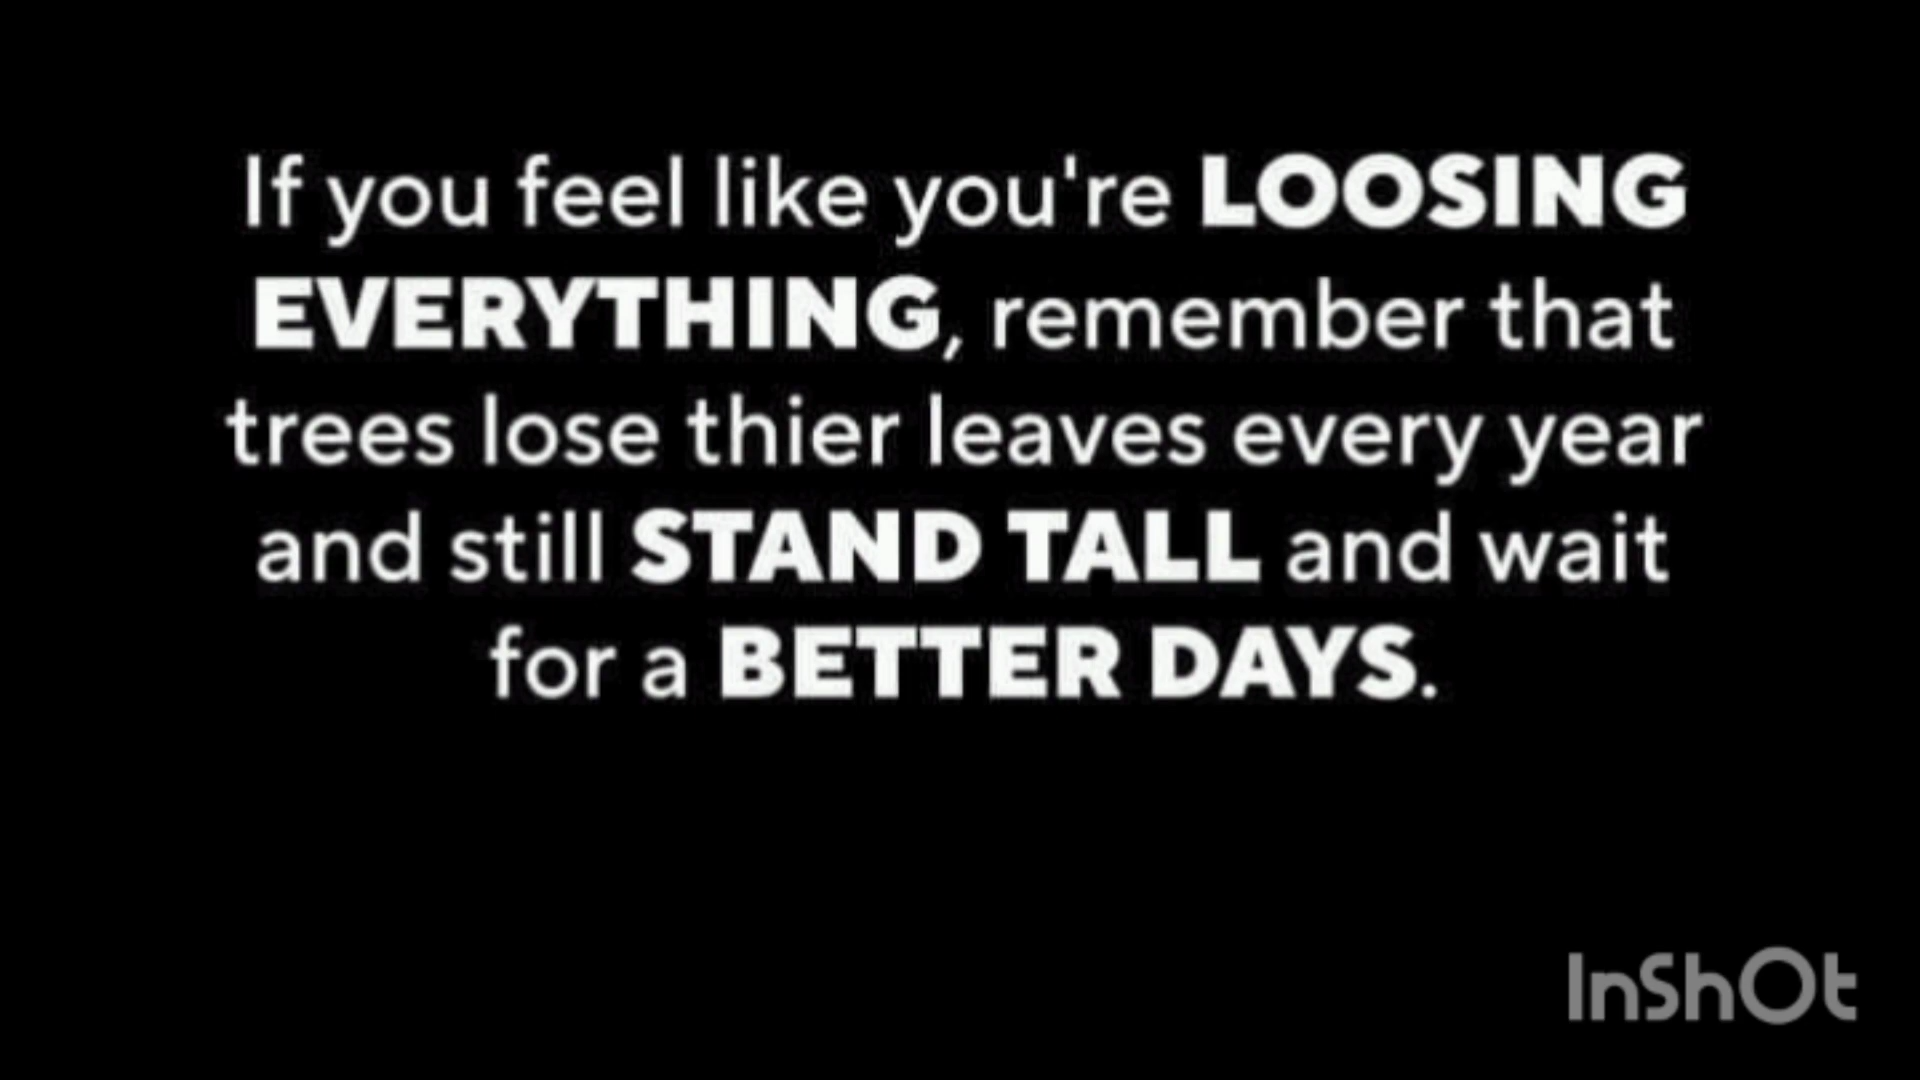 If you feel like you're LOOSING
EVERYTHING, remember that
trees lose thier leaves every year
and still STAND TALL and wait
for a BETTER DAYS.
InShOt